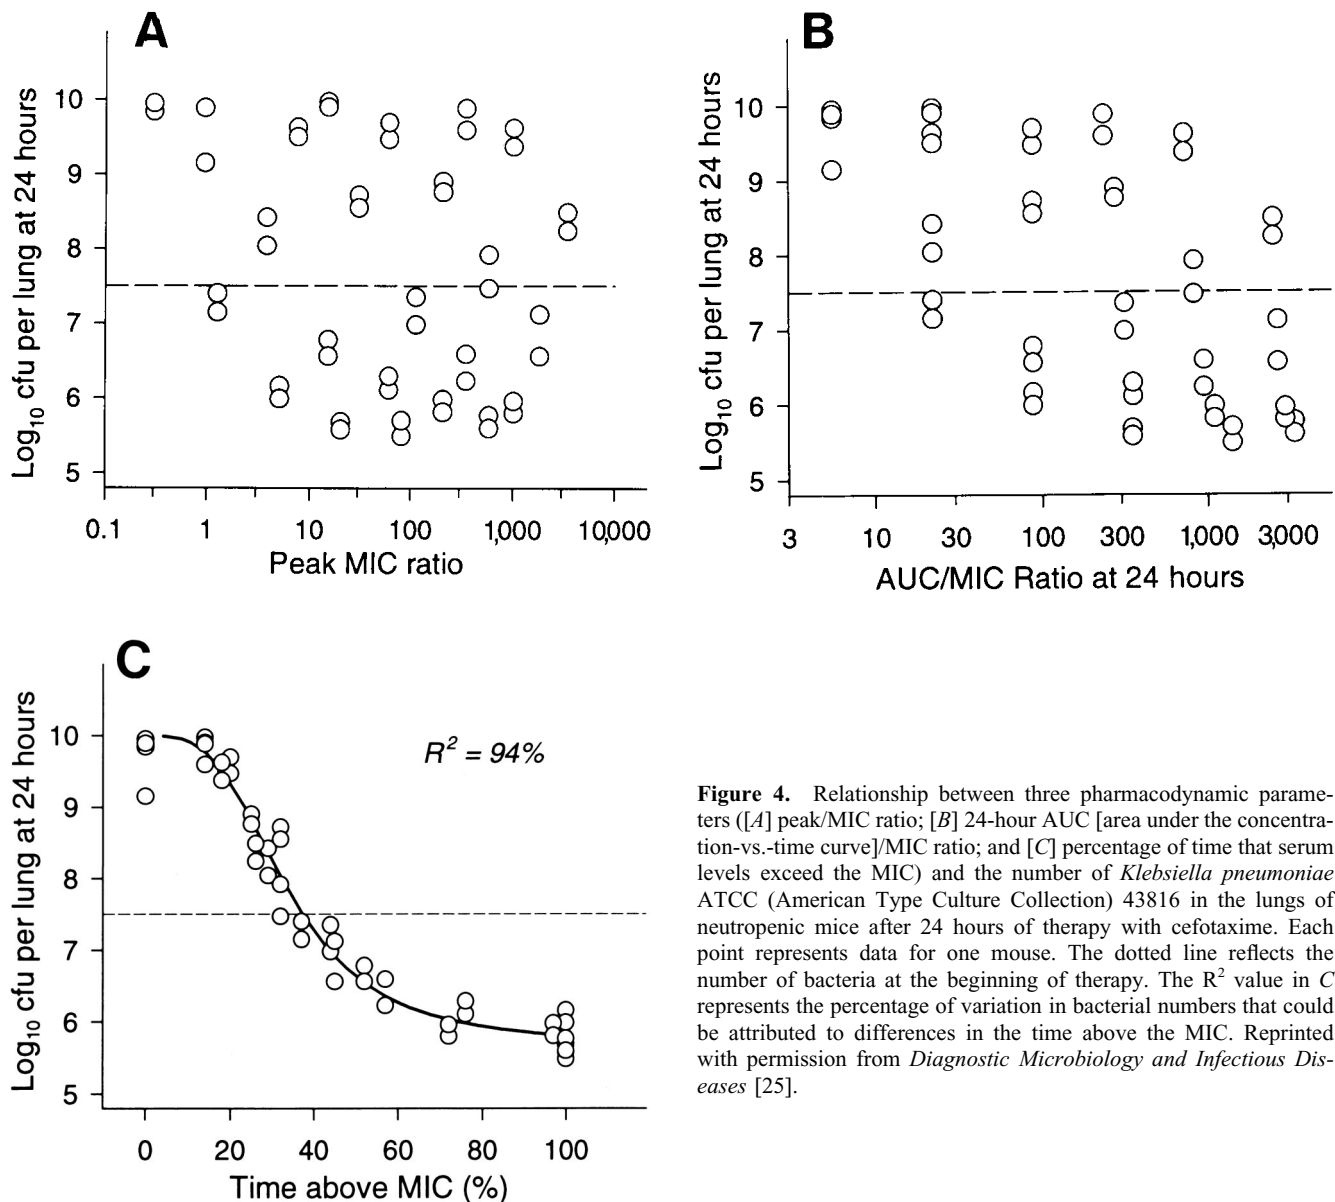 A
Log₁₀ cfu per lung at 24 hours
10
9
8
7
6
5
0.1 1 10 100 1,000 10,000
Peak MIC ratio
B
Log₁₀ cfu per lung at 24 hours
10
9
8
7
6
5
3 10 30 100 300 1,000 3,000
AUC/MIC Ratio at 24 hours
C
Log₁₀ cfu per lung at 24 hours
10
9
8
7
6
5
R² = 94%
0 20 40 60 80 100
Time above MIC (%)
Figure 4. Relationship between three pharmacodynamic parame-
ters ([A] peak/MIC ratio; [B] 24-hour AUC [area under the concentra-
tion-vs.-time curve]/MIC ratio; and [C] percentage of time that serum
levels exceed the MIC) and the number of Klebsiella pneumoniae
ATCC (American Type Culture Collection) 43816 in the lungs of
neutropenic mice after 24 hours of therapy with cefotaxime. Each
point represents data for one mouse. The dotted line reflects the
number of bacteria at the beginning of therapy. The R² value in C
represents the percentage of variation in bacterial numbers that could
be attributed to differences in the time above the MIC. Reprinted
with permission from Diagnostic Microbiology and Infectious Dis-
eases [25].